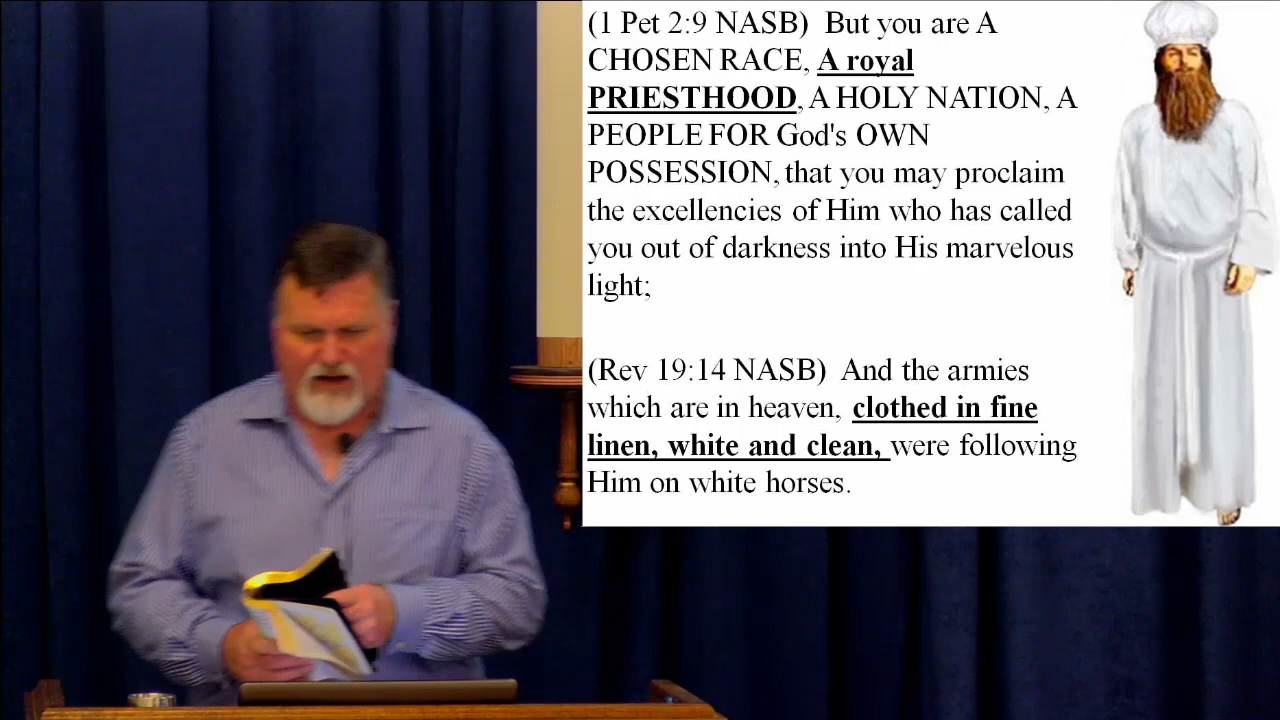 (1 Pet 2:9 NASB)  But you are A
CHOSEN RACE, A royal
PRIESTHOOD, A HOLY NATION, A
PEOPLE FOR God's OWN
POSSESSION, that you may proclaim
the excellencies of Him who has called
you out of darkness into His marvelous
light;
(Rev 19:14 NASB)  And the armies
which are in heaven, clothed in fine
linen, white and clean, were following
Him on white horses.